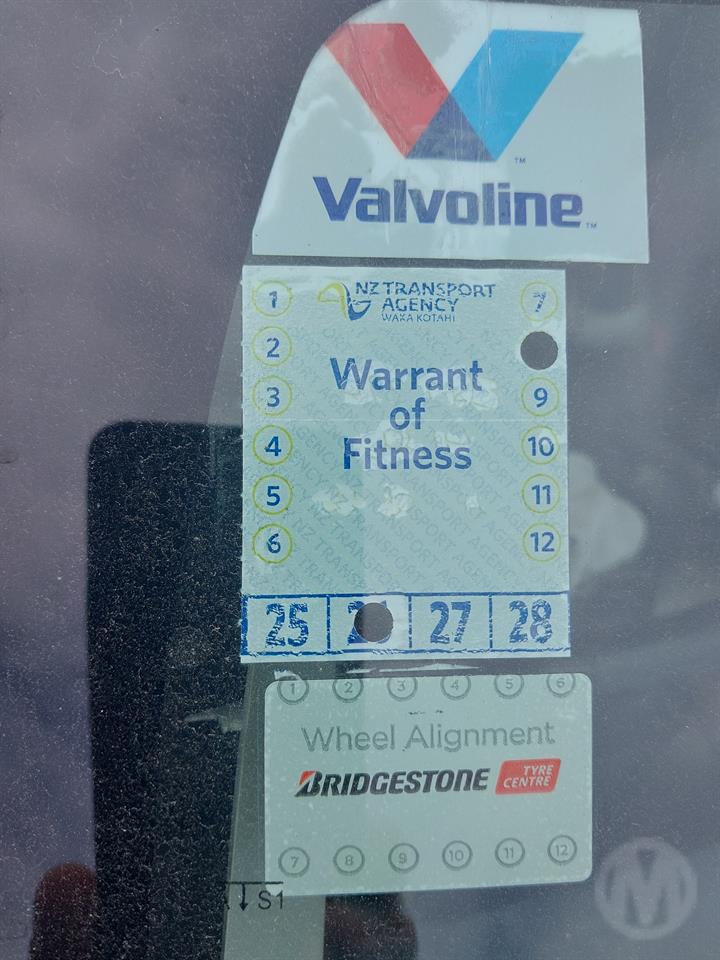 Valvoline™
1 NZ TRANSPORT 7
AGENCY
WAKA KOTAHI
2
Warrant
3 of 9
4 10
Fitness
5 11
6 12
25 27 28
1 2 3 4 5 6
Wheel Alignment
BRIDGESTONE TYRE CENTRE
7 8 9 10 11 12
S1
M